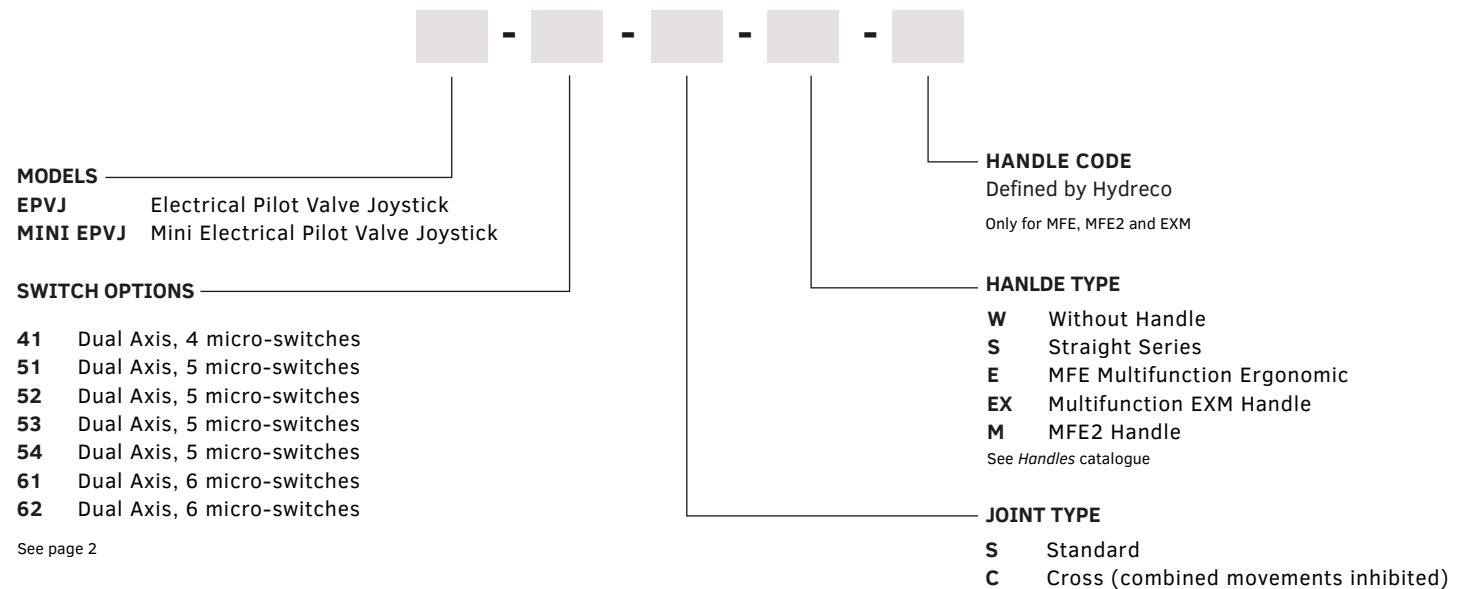 - - - -
MODELS
EPVJ Electrical Pilot Valve Joystick
MINI EPVJ Mini Electrical Pilot Valve Joystick
SWITCH OPTIONS
41 Dual Axis, 4 micro-switches
51 Dual Axis, 5 micro-switches
52 Dual Axis, 5 micro-switches
53 Dual Axis, 5 micro-switches
54 Dual Axis, 5 micro-switches
61 Dual Axis, 6 micro-switches
62 Dual Axis, 6 micro-switches
See page 2
HANDLE CODE
Defined by Hydreco
Only for MFE, MFE2 and EXM
HANLDE TYPE
W Without Handle
S Straight Series
E MFE Multifunction Ergonomic
EX Multifunction EXM Handle
M MFE2 Handle
See Handles catalogue
JOINT TYPE
S Standard
C Cross (combined movements inhibited)